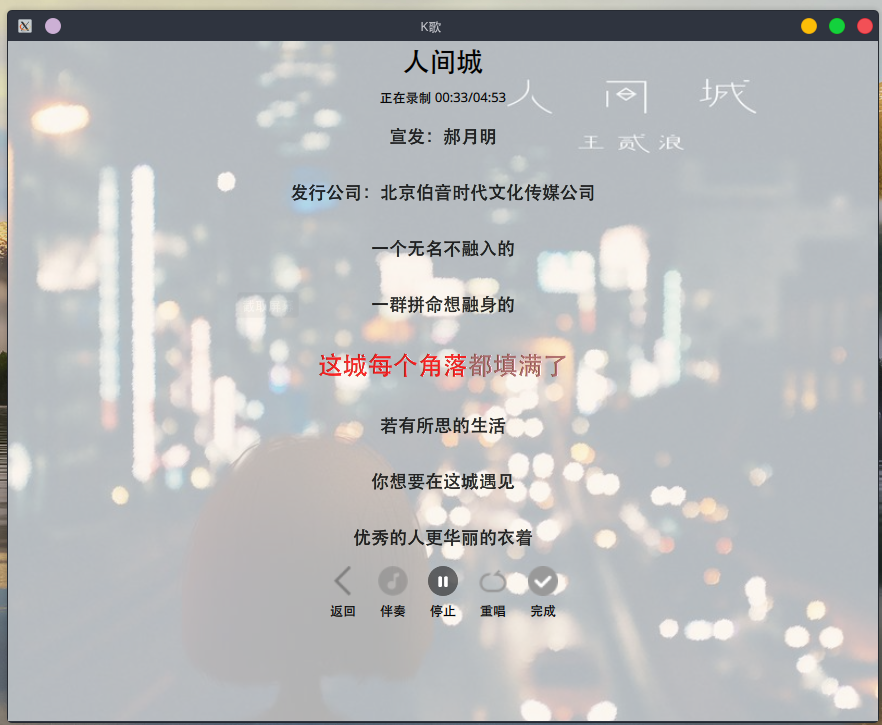 K歌
人间城
正在录制 00:33/04:53
人间城
王贰浪
宣发：郝月明
发行公司：北京伯音时代文化传媒公司
一个无名不融入的
一群拼命想融身的
这城每个角落都填满了
若有所思的生活
你想要在这城遇见
优秀的人更华丽的衣着
返回 伴奏 停止 重唱 完成